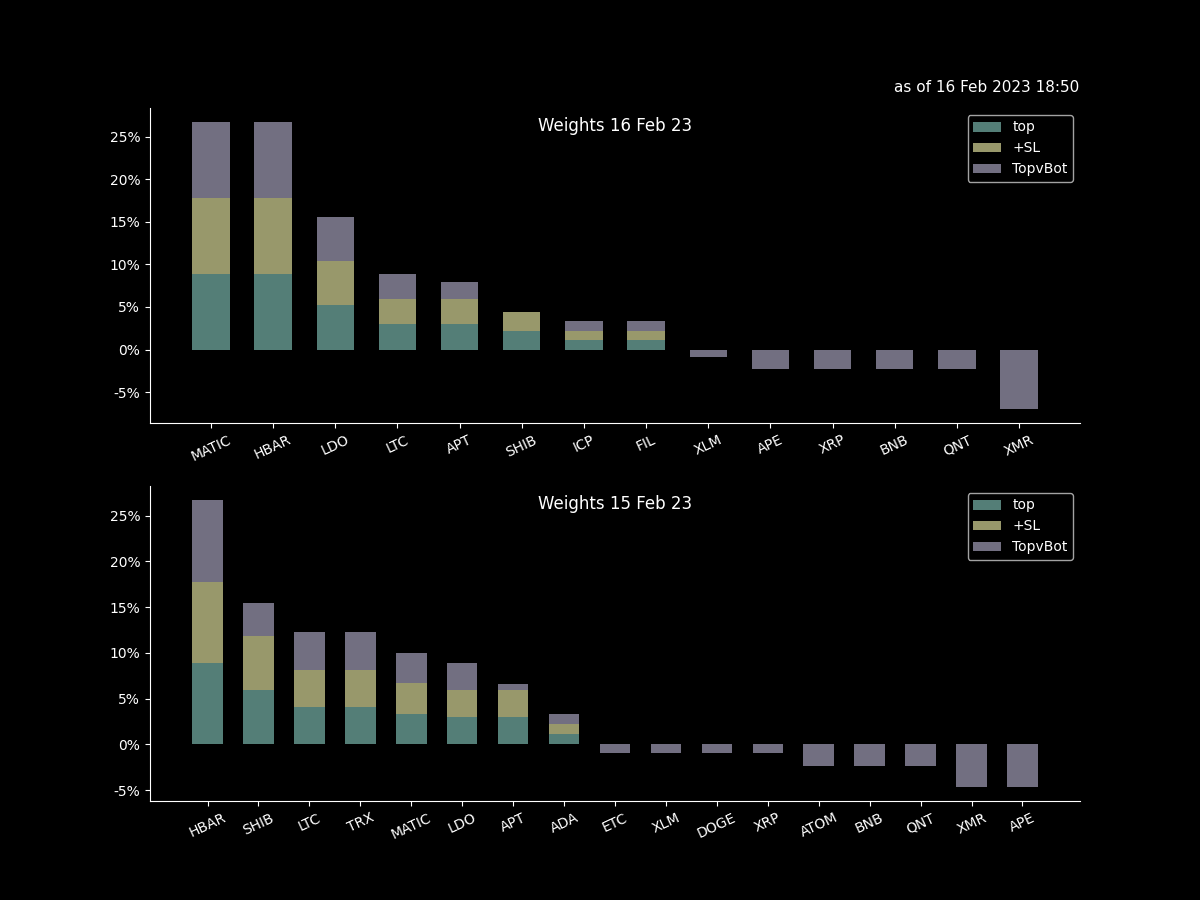 as of 16 Feb 2023 18:50
Weights 16 Feb 23
top
+SL
TopvBot
25%
20%
15%
10%
5%
0%
-5%
MATIC HBAR LDO LTC APT SHIB ICP FIL XLM APE XRP BNB QNT XMR
Weights 15 Feb 23
top
+SL
TopvBot
25%
20%
15%
10%
5%
0%
-5%
HBAR SHIB LTC TRX MATIC LDO APT ADA ETC XLM DOGE XRP ATOM BNB QNT XMR APE